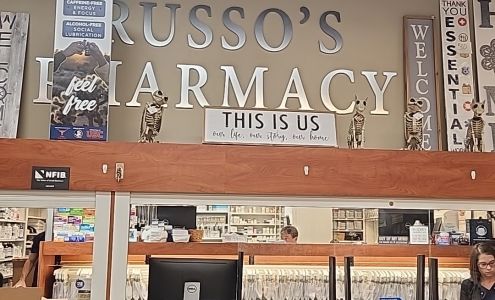 CAFFEINE-FREE
ENERGY
& FOCUS
ALCOHOL-FREE
SOCIAL
LUBRICATION
feel
free
RUSSO'S
PHARMACY
THIS IS US
our life, our story, our home
WELCOME
THANK
YOU
ESSENTIAL
NFIB
DELL